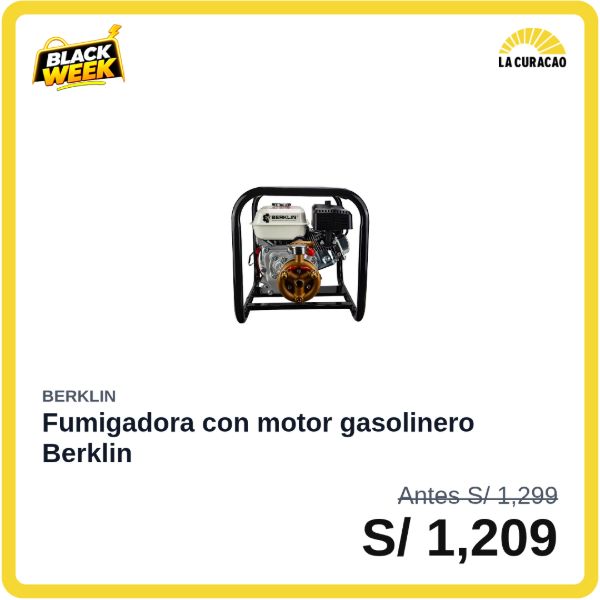 BLACK
WEEK
LA CURACAO
BERKLIN
BERKLIN
Fumigadora con motor gasolinero
Berklin
Antes S/ 1,299
S/ 1,209